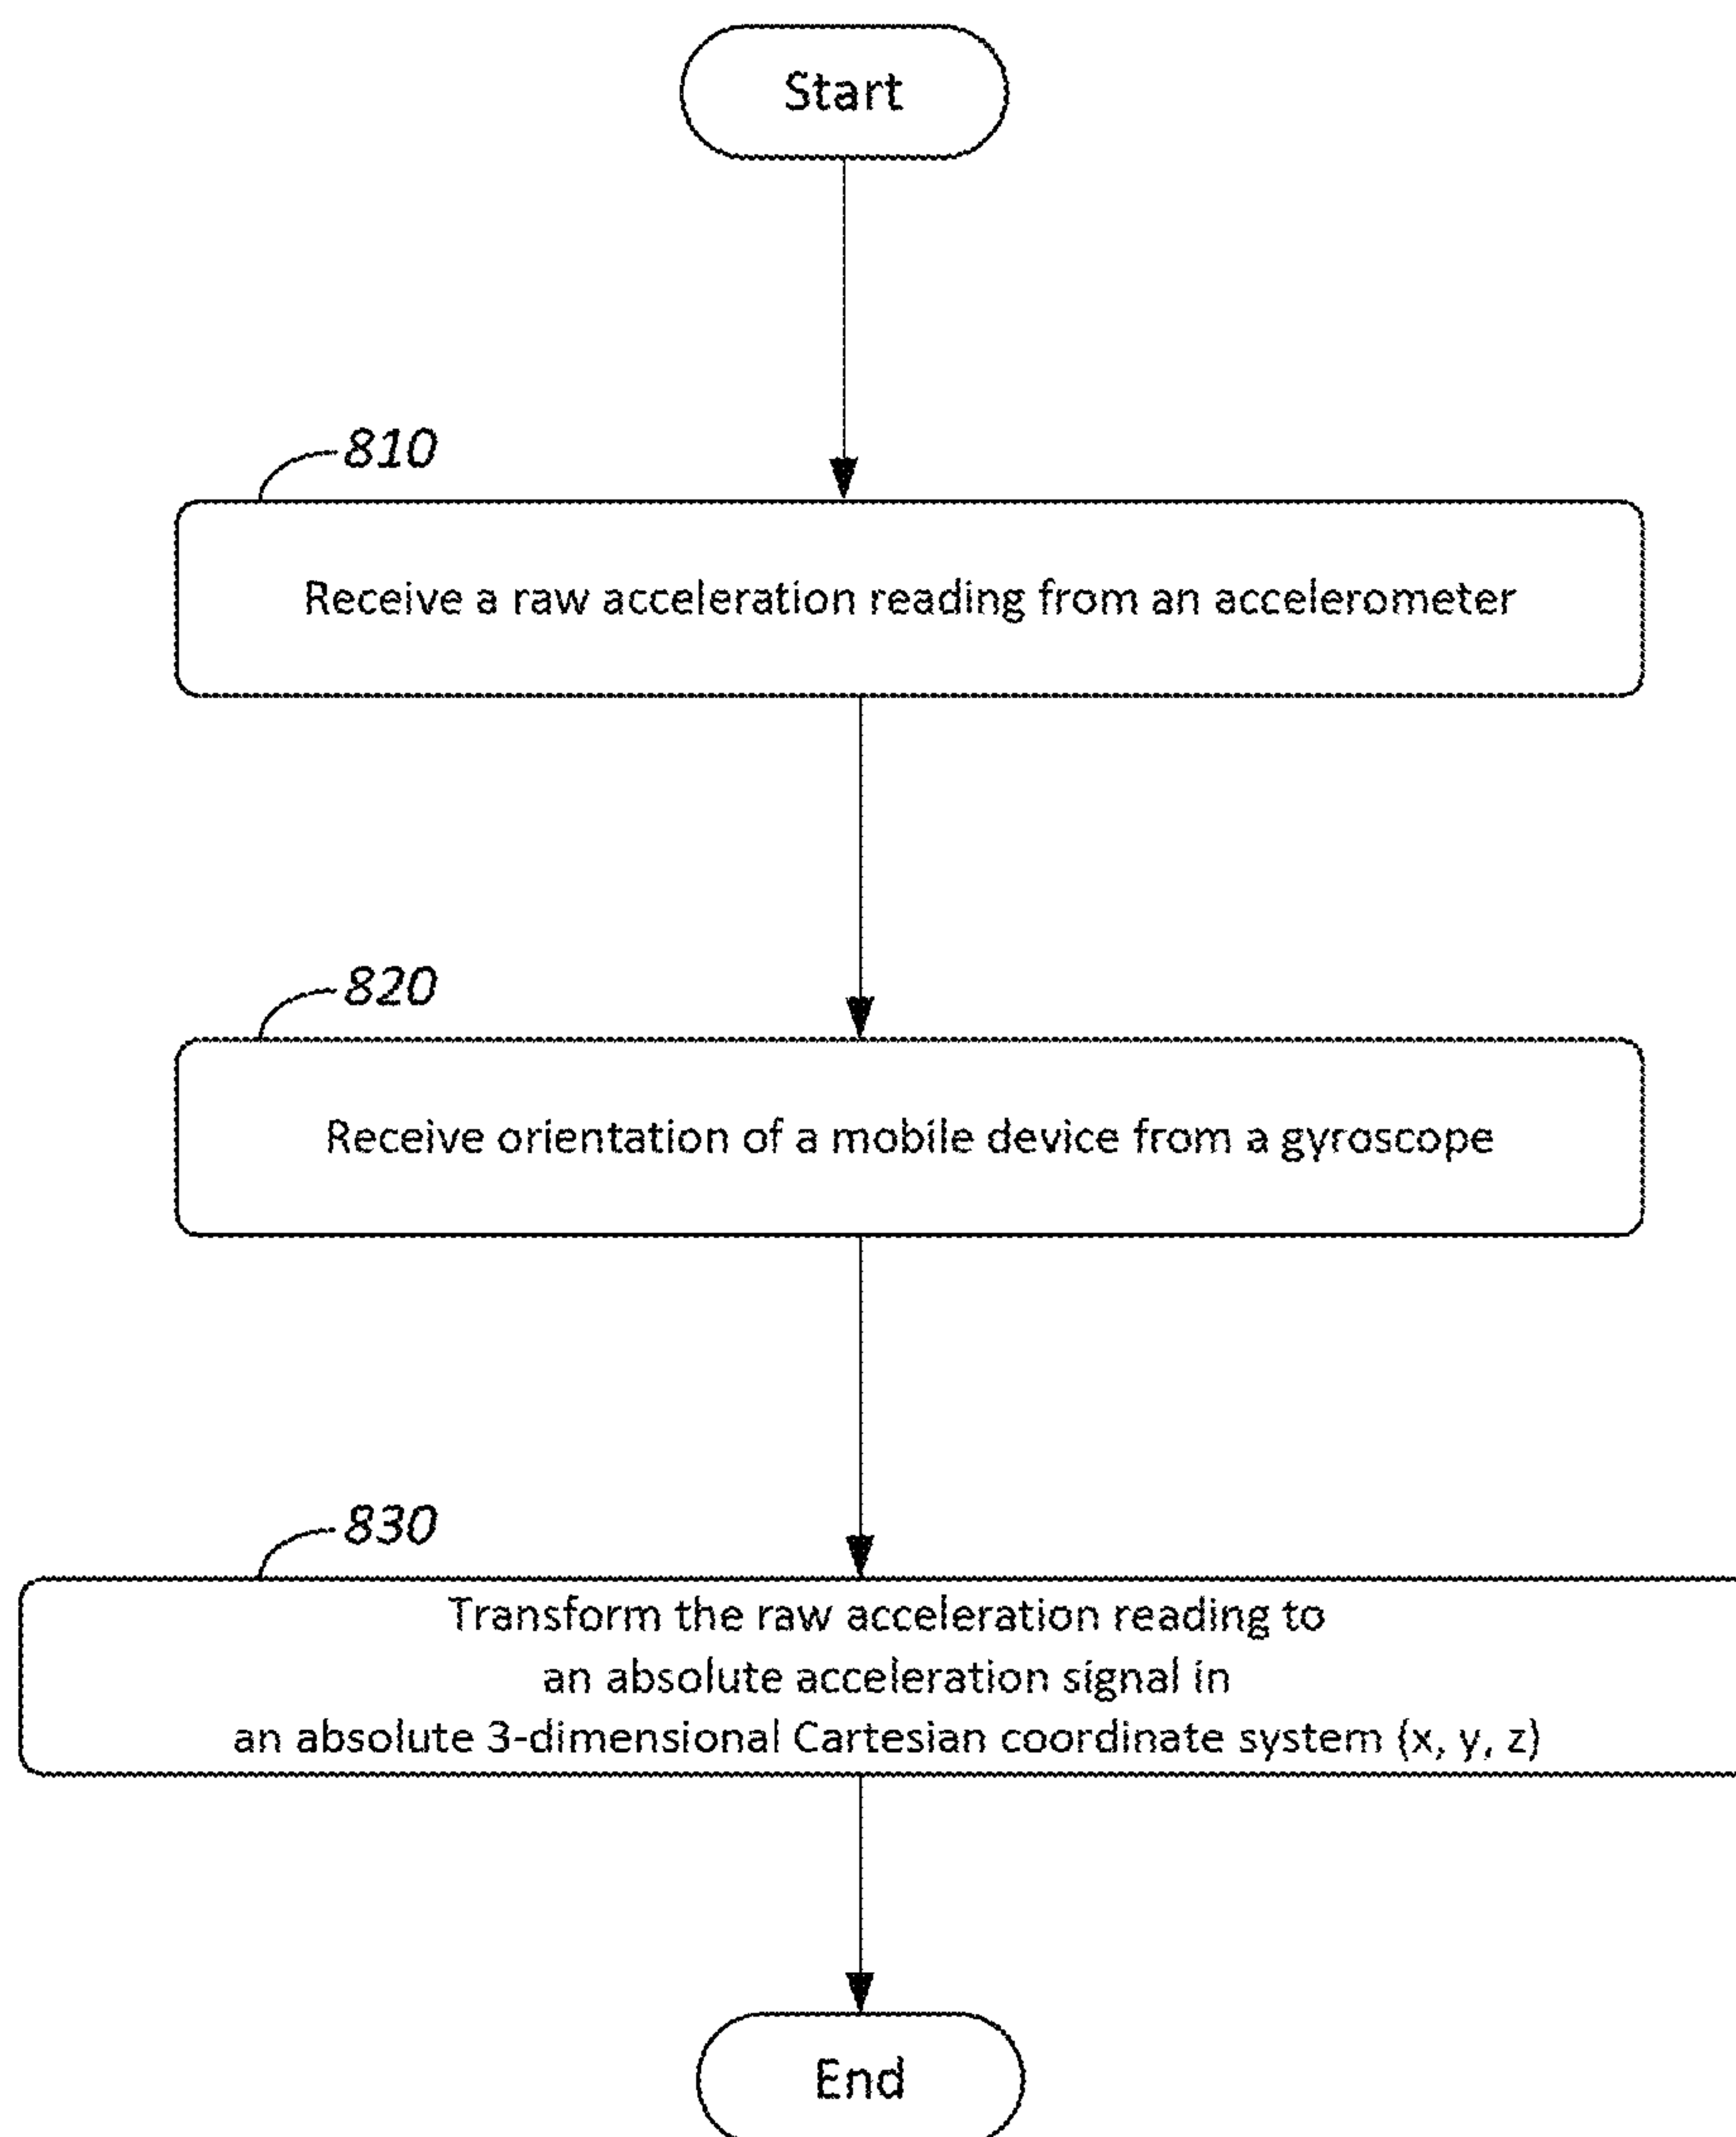 Start
810
Receive a raw acceleration reading from an accelerometer
820
Receive orientation of a mobile device from a gyroscope
830
Transform the raw acceleration reading to
an absolute acceleration signal in
an absolute 3-dimensional Cartesian coordinate system (x, y, z)
End